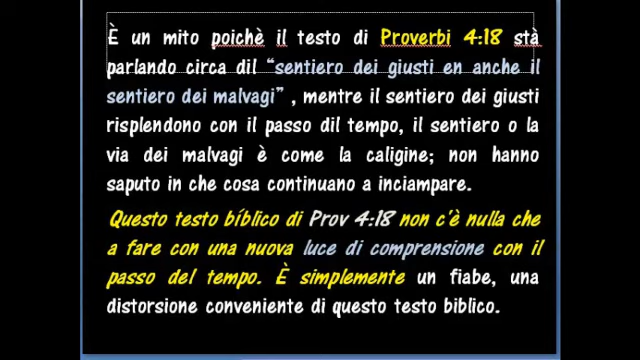 È un mito poichè il testo di Proverbi 4:18 stà
parlando circa dil “sentiero dei giusti en anche il
sentiero dei malvagi” , mentre il sentiero dei giusti
risplendono con il passo dil tempo, il sentiero o la
via dei malvagi è come la caligine; non hanno
saputo in che cosa continuano a inciampare.
Questo testo bíblico di Prov 4:18 non c'è nulla che
a fare con una nuova luce di comprensione con il
passo del tempo. È simplemente un fiabe, una
distorsione conveniente di questo testo biblico.